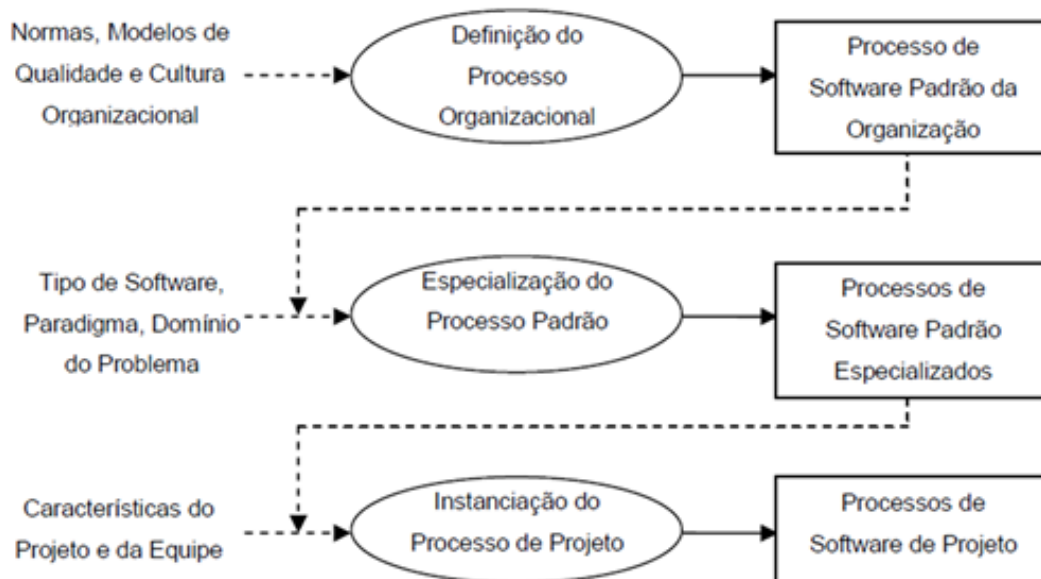 Normas, Modelos de
Qualidade e Cultura
Organizacional
Definição do
Processo
Organizacional
Processo de
Software Padrão da
Organização
Tipo de Software,
Paradigma, Domínio
do Problema
Especialização do
Processo Padrão
Processos de
Software Padrão
Especializados
Características do
Projeto e da Equipe
Instanciação do
Processo de Projeto
Processos de
Software de Projeto